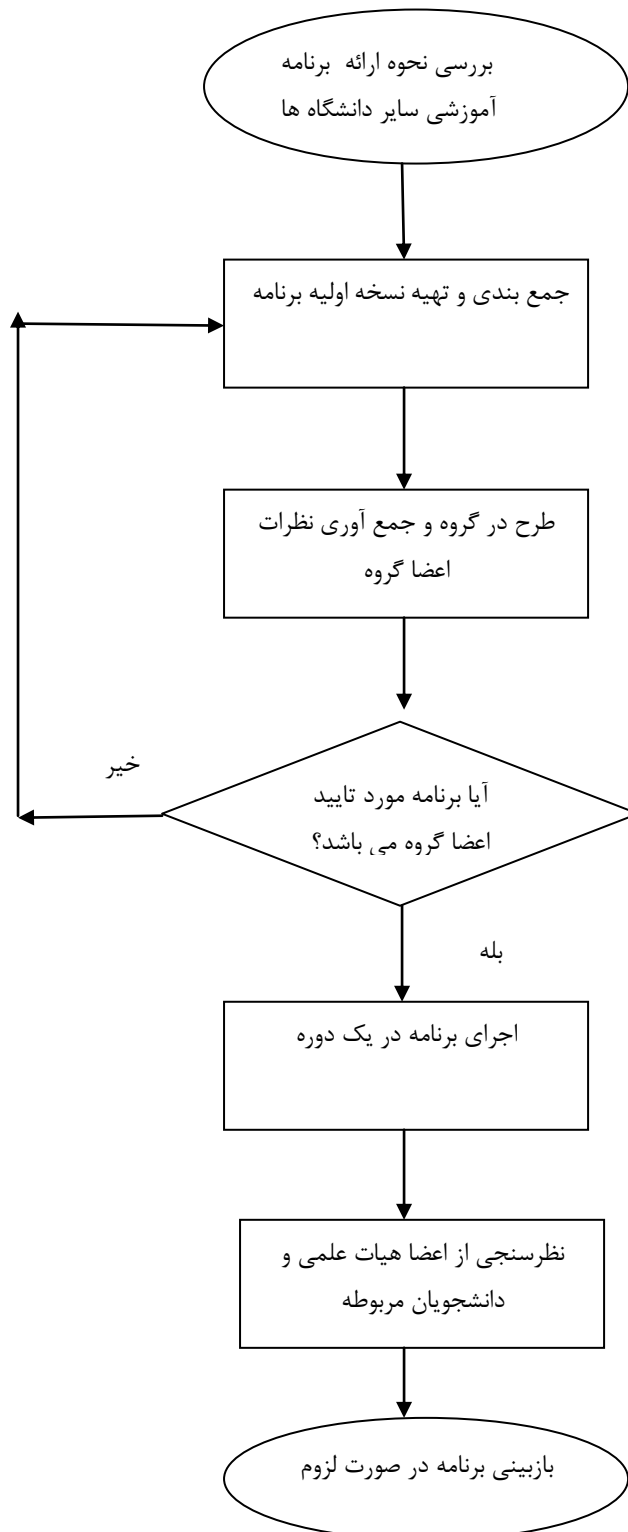 بررسی نحوه ارائه برنامه
آموزشی سایر دانشگاه ها
جمع بندی و تهیه نسخه اولیه برنامه
طرح در گروه و جمع آوری نظرات
اعضا گروه
خیر
آیا برنامه مورد تایید
اعضا گروه می باشد؟
بله
اجرای برنامه در یک دوره
نظرسنجی از اعضا هیات علمی و
دانشجویان مربوطه
بازبینی برنامه در صورت لزوم